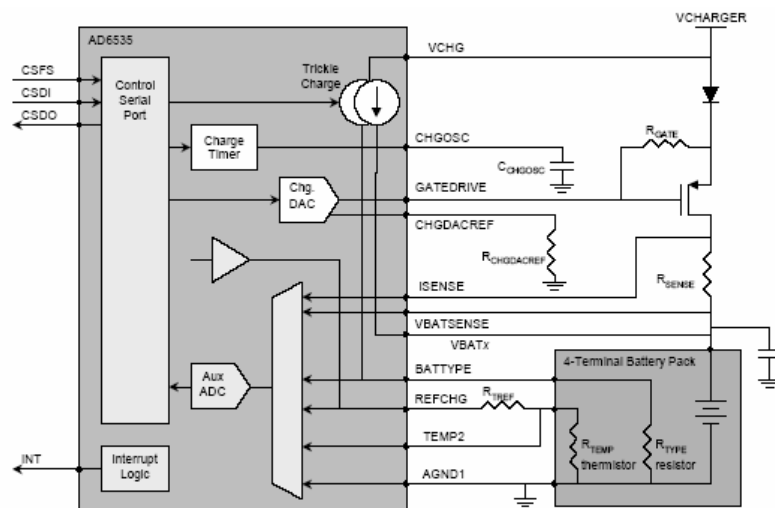 VCHARGER
AD6535
VCHG
CSFS
CSDI
CSDO
Control
Serial
Port
Trickle
Charge
Charge
Timer
CHGOSC
CCHGOSC
RGATE
Chg.
DAC
GATEDRIVE
CHGDACREF
RCHGDACREF
RSENSE
ISENSE
VBATSENSE
VBATX
4-Terminal Battery Pack
Aux
ADC
BATTYPE
REFCHG
RTREF
TEMP2
RTEMP
thermistor
RTYPE
resistor
INT
Interrupt
Logic
AGND1